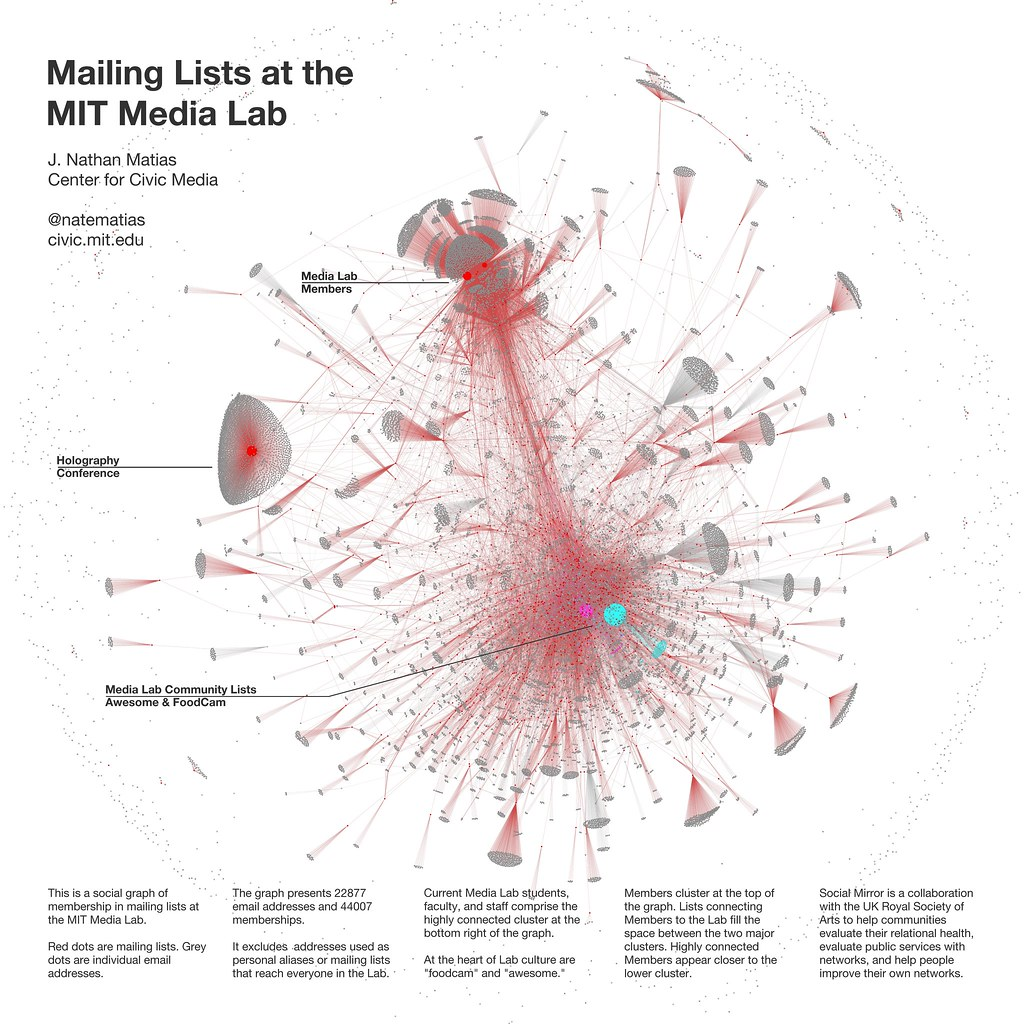 Mailing Lists at the
MIT Media Lab
J. Nathan Matias
Center for Civic Media
@natematias
civic.mit.edu
Media Lab
Members
Holography
Conference
Media Lab Community Lists
Awesome & FoodCam
This is a social graph of
membership in mailing lists at
the MIT Media Lab.
Red dots are mailing lists. Grey
dots are individual email
addresses.
The graph presents 22877
email addresses and 44007
memberships.
It excludes addresses used as
personal aliases or mailing lists
that reach everyone in the Lab.
Current Media Lab students,
faculty, and staff comprise the
highly connected cluster at the
bottom right of the graph.
At the heart of Lab culture are
"foodcam" and "awesome."
Members cluster at the top of
the graph. Lists connecting
Members to the Lab fill the
space between the two major
clusters. Highly connected
Members appear closer to the
lower cluster.
Social Mirror is a collaboration
with the UK Royal Society of
Arts to help communities
evaluate their relational health,
evaluate public services with
networks, and help people
improve their own networks.